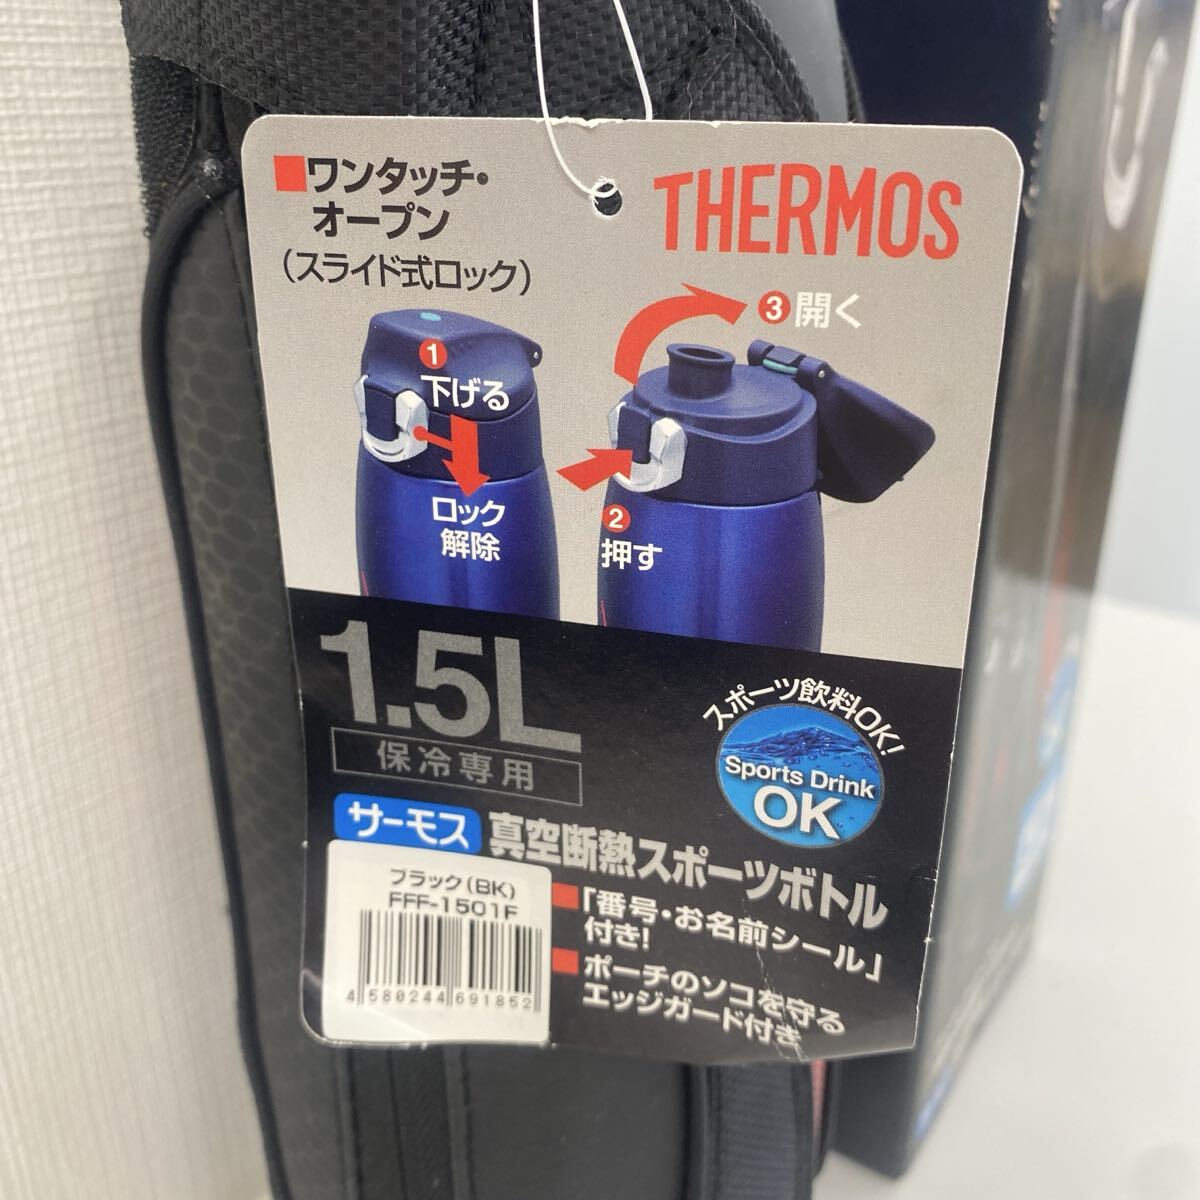 ■ワンタッチ・
オープン
(スライド式ロック)
THERMOS
1
下げる
ロック
解除
2
押す
3 開く
1.5L
保冷専用
スポーツ飲料OK!
Sports Drink
OK
サーモス 真空断熱スポーツボトル
ブラック(BK)
FFF-1501F
4 580244 691852
■「番号・お名前シール」
付き!
■ポーチのソコを守る
エッジガード付き